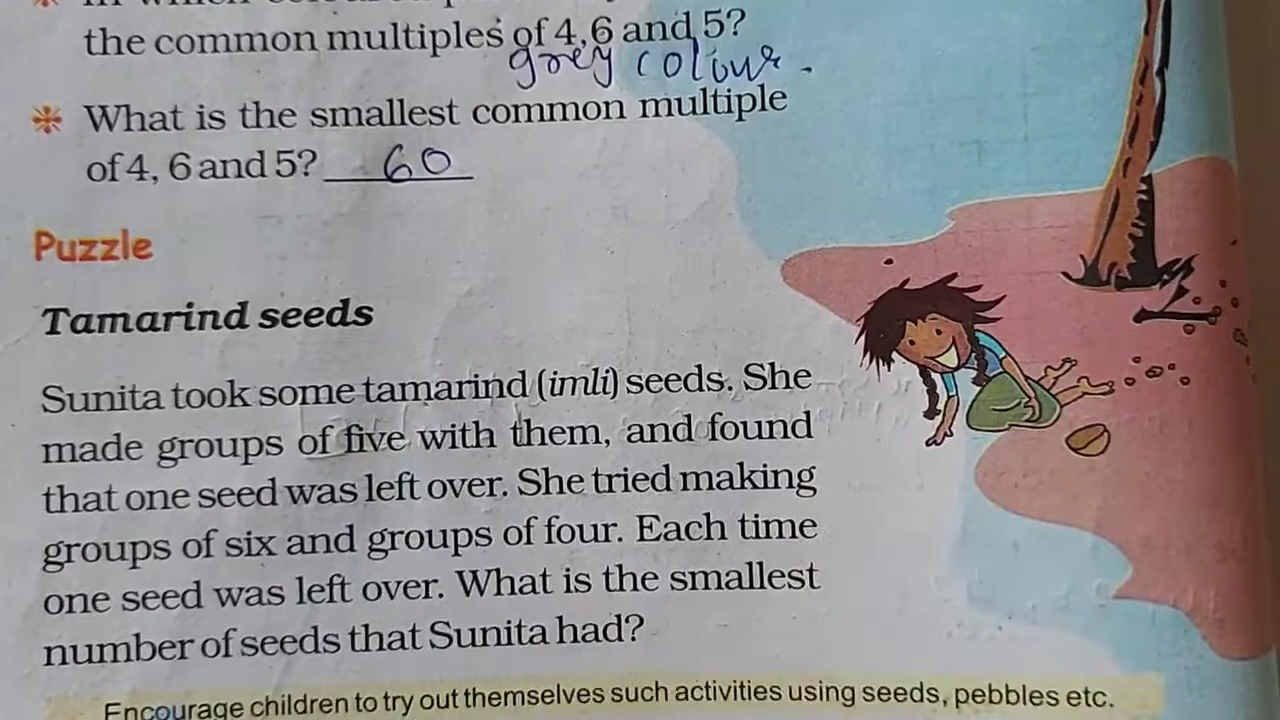 the common multiples of 4,6 and 5?
grey colour.
What is the smallest common multiple
of 4, 6 and 5? 60
Puzzle
Tamarind seeds
Sunita took some tamarind (imli) seeds. She
made groups of five with them, and found
that one seed was left over. She tried making
groups of six and groups of four. Each time
one seed was left over. What is the smallest
number of seeds that Sunita had?
Encourage children to try out themselves such activities using seeds, pebbles etc.